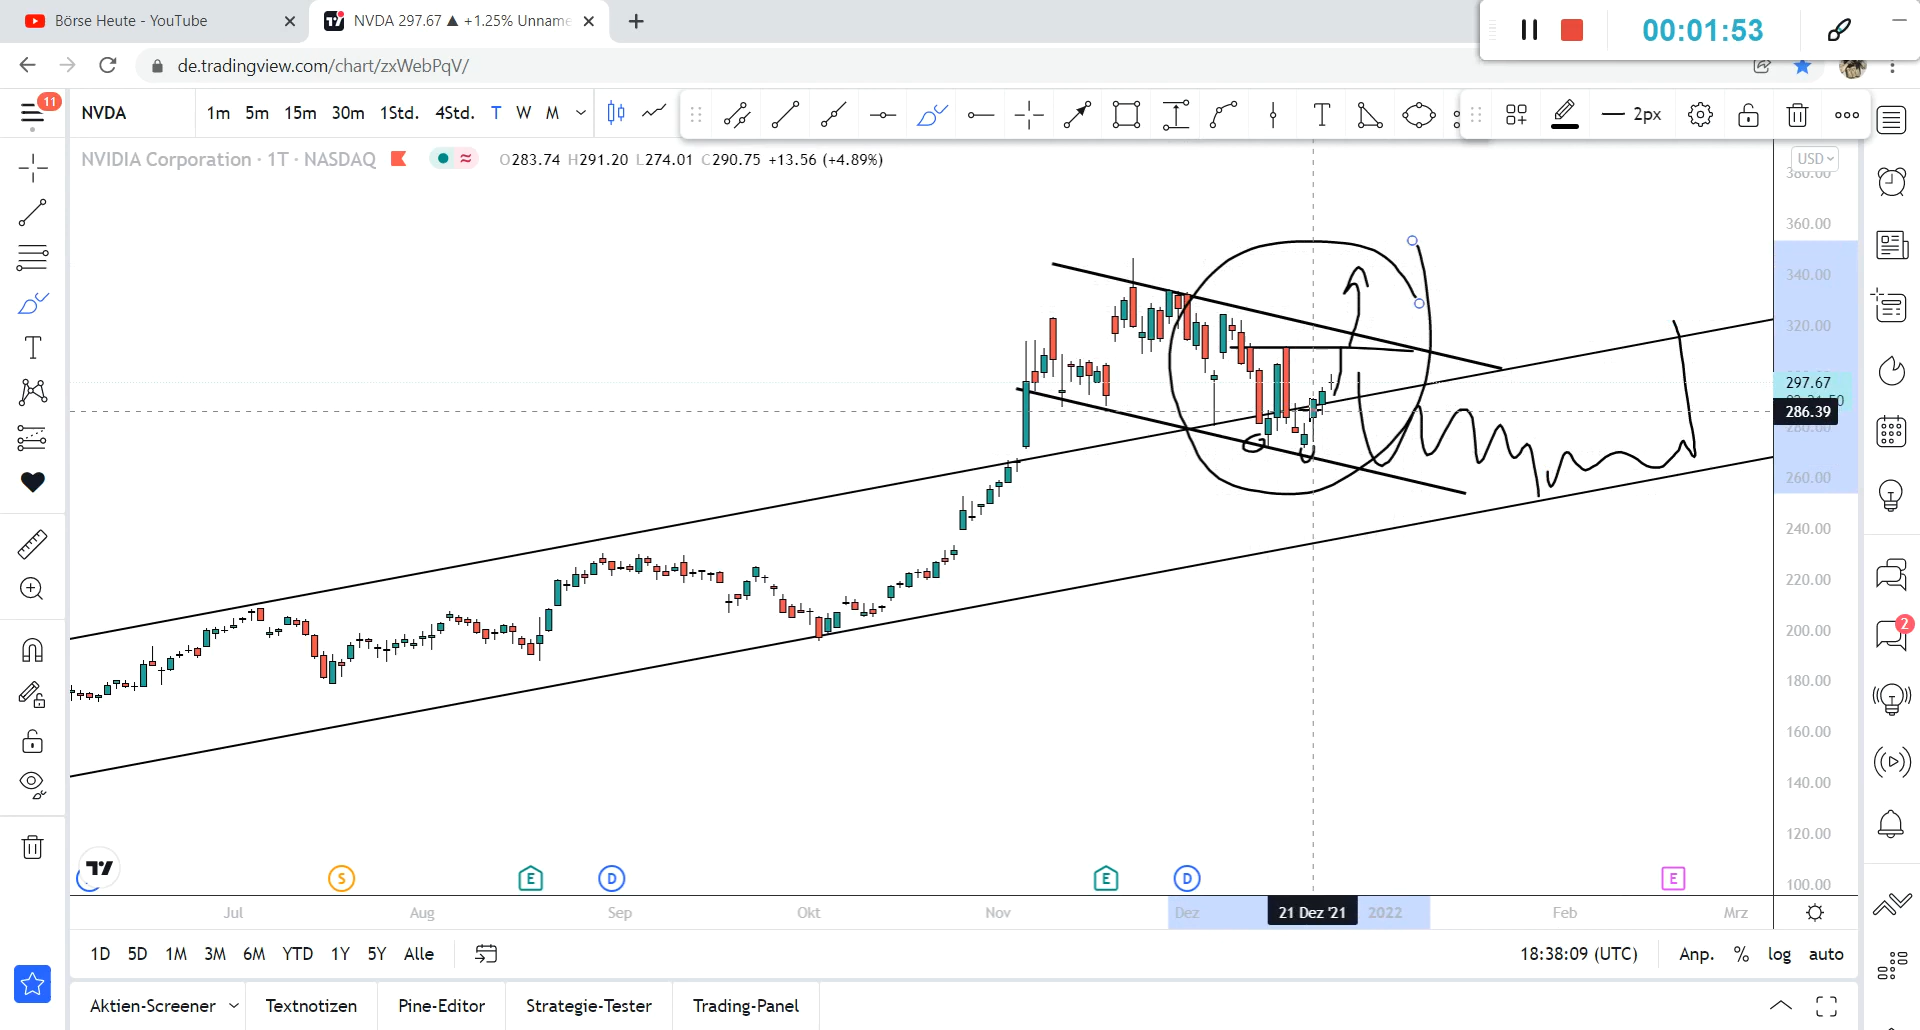 Börse Heute - YouTube
NVDA 297.67 ▲ +1.25% Unname
00:01:53
de.tradingview.com/chart/zxWebPqV/
11
NVDA 1m 5m 15m 30m 1Std. 4Std. T W M
2px
NVIDIA Corporation · 1T · NASDAQ O283.74 H291.20 L274.01 C290.75 +13.56 (+4.89%)
USD
380.00
360.00
340.00
320.00
297.67
286.39
280.00
260.00
240.00
220.00
200.00
180.00
160.00
140.00
120.00
100.00
2
S E D E D E
Jul Aug Sep Okt Nov Dez 21 Dez '21 2022 Feb Mrz
1D 5D 1M 3M 6M YTD 1Y 5Y Alle 18:38:09 (UTC) Anp. % log auto
Aktien-Screener Textnotizen Pine-Editor Strategie-Tester Trading-Panel